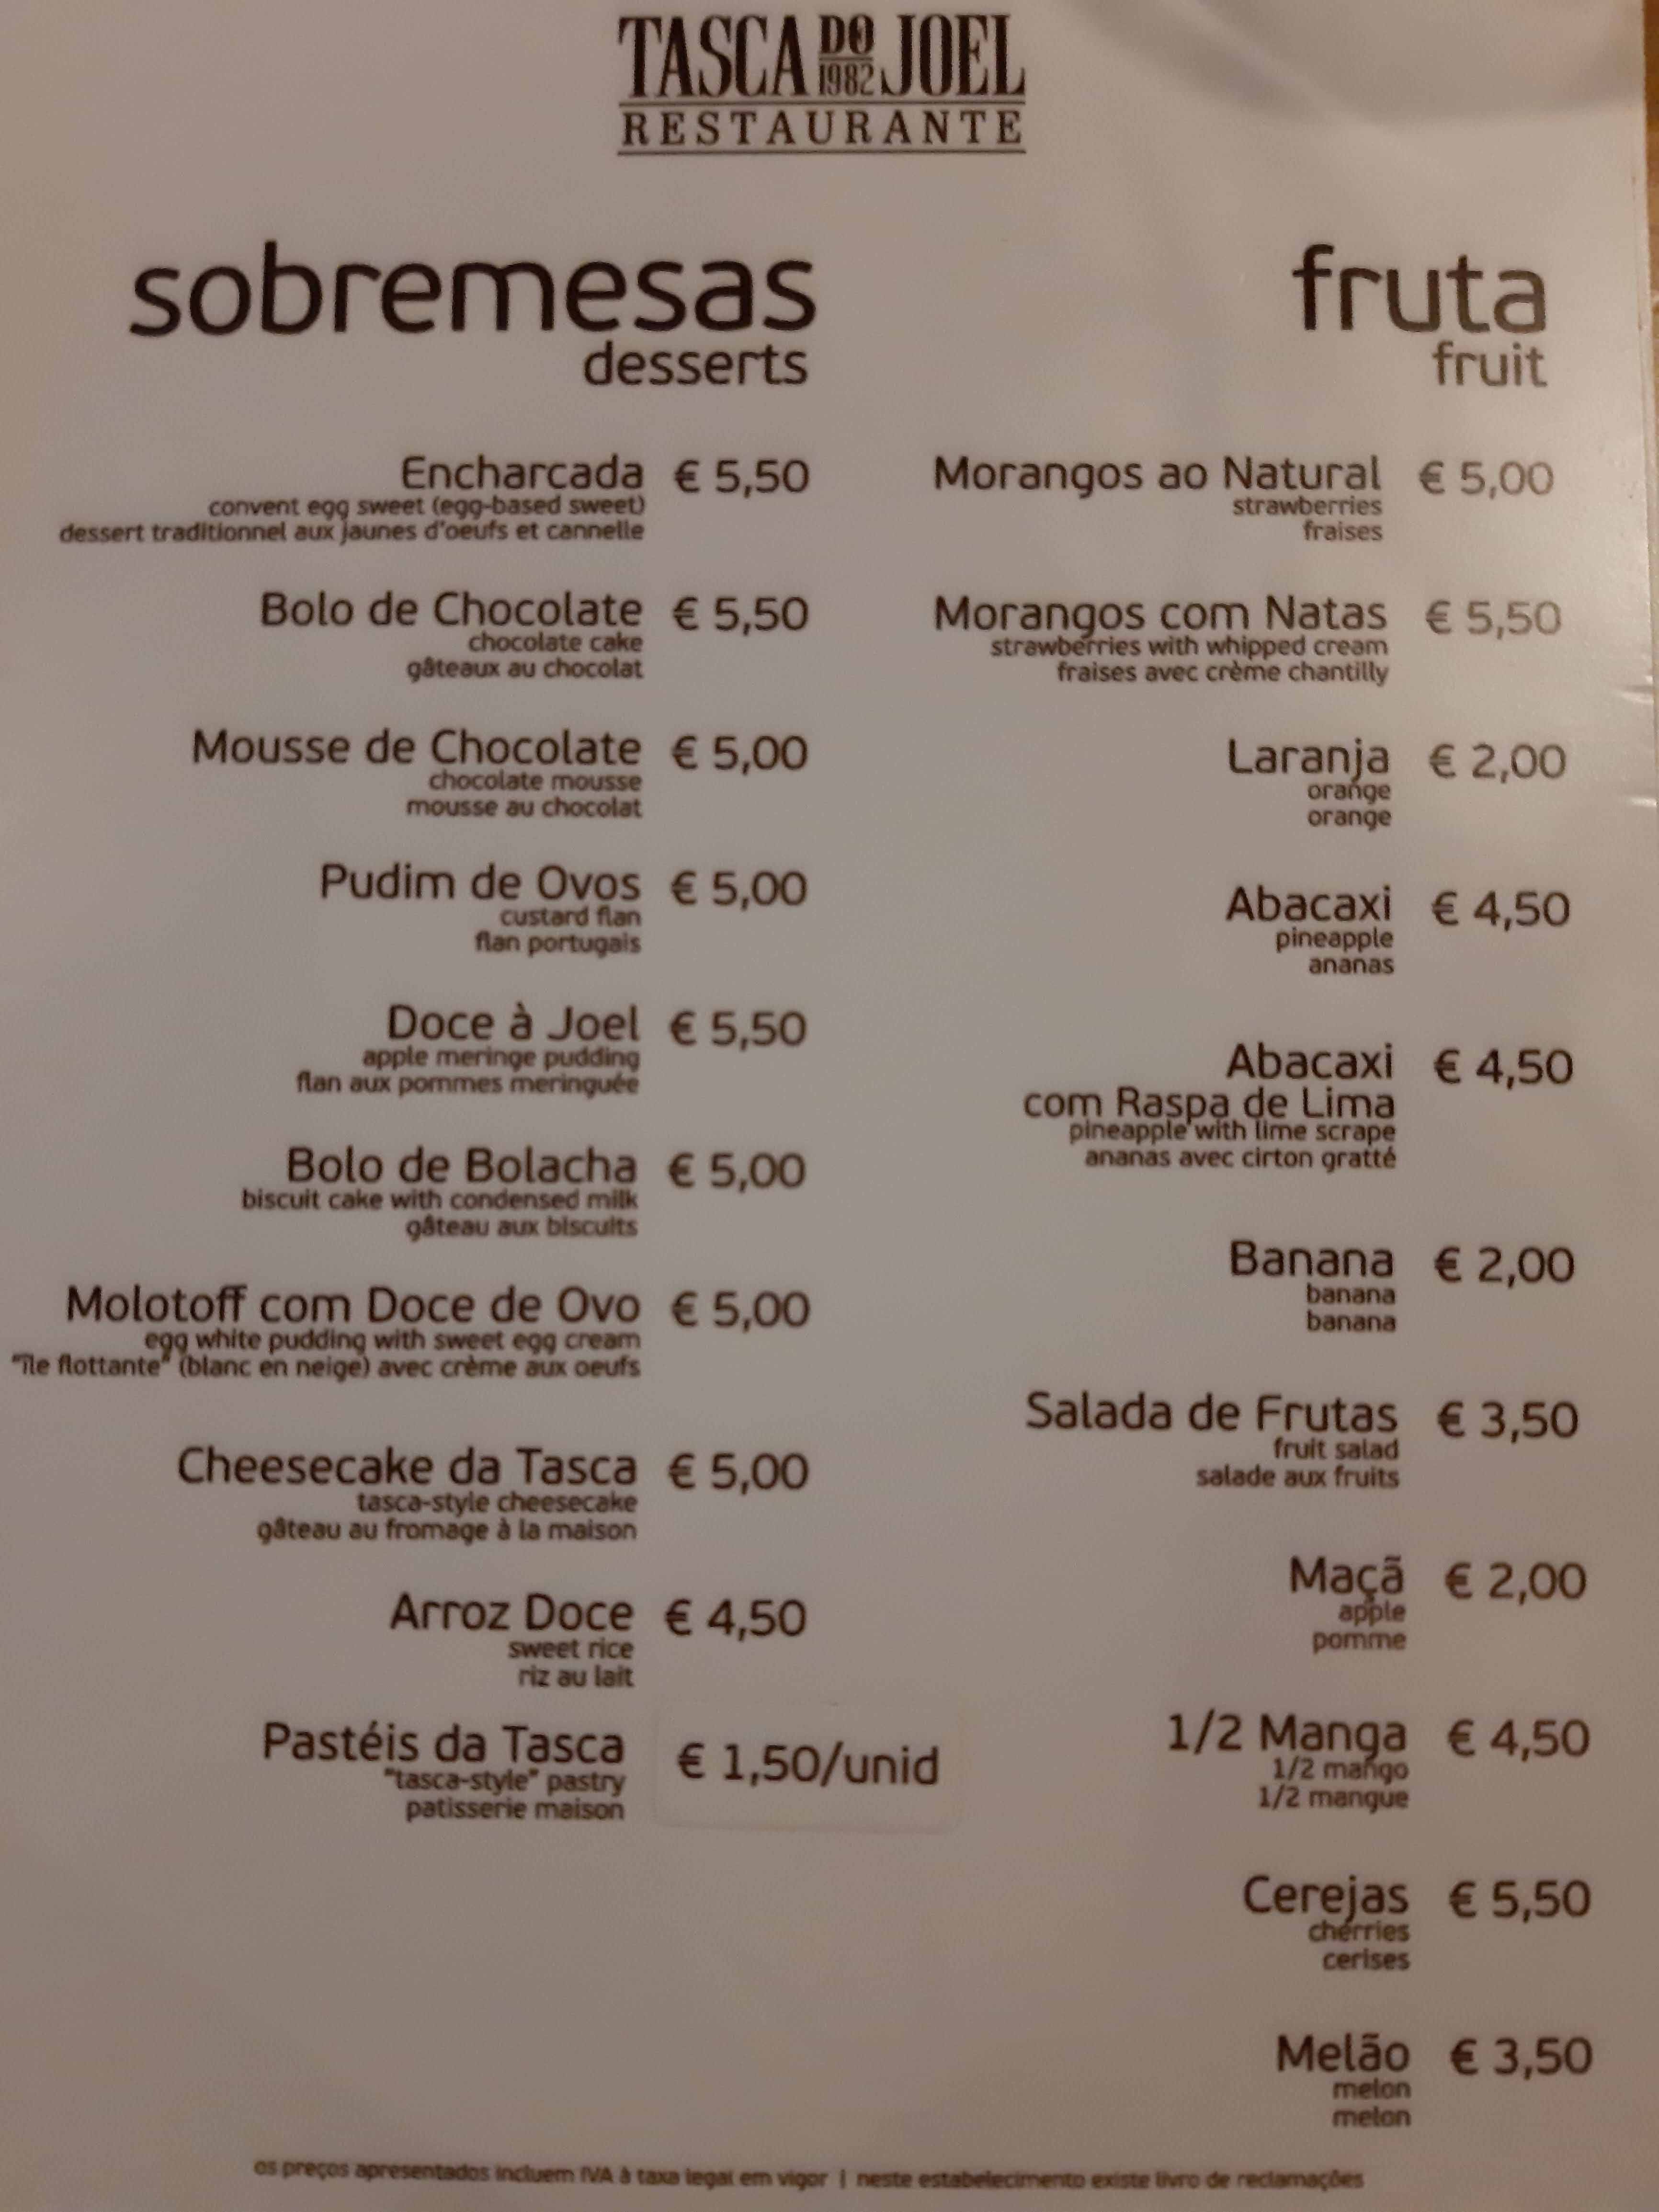 TASCA DO 1982 JOEL
RESTAURANTE
sobremesas
desserts
Encharcada € 5,50
convent egg sweet (egg-based sweet)
dessert traditionnel aux jaunes d'oeufs et cannelle
Bolo de Chocolate € 5,50
chocolate cake
gâteaux au chocolat
Mousse de Chocolate € 5,00
chocolate mousse
mousse au chocolat
Pudim de Ovos € 5,00
custard flan
flan portugais
Doce à Joel € 5,50
apple meringe pudding
flan aux pommes meringuée
Bolo de Bolacha € 5,00
biscuit cake with condensed milk
gâteau aux biscuits
Molotoff com Doce de Ovo € 5,00
egg white pudding with sweet egg cream
"île flottante" (blanc en neige) avec crème aux oeufs
Cheesecake da Tasca € 5,00
tasca-style cheesecake
gâteau au fromage à la maison
Arroz Doce € 4,50
sweet rice
riz au lait
Pastéis da Tasca € 1,50/unid
"tasca-style" pastry
patisserie maison
fruta
fruit
Morangos ao Natural € 5,00
strawberries
fraises
Morangos com Natas € 5,50
strawberries with whipped cream
fraises avec crème chantilly
Laranja € 2,00
orange
orange
Abacaxi € 4,50
pineapple
ananas
Abacaxi € 4,50
com Raspa de Lima
pineapple with lime scrape
ananas avec cirton gratté
Banana € 2,00
banana
banana
Salada de Frutas € 3,50
fruit salad
salade aux fruits
Maçã € 2,00
apple
pomme
1/2 Manga € 4,50
1/2 mango
1/2 mangue
Cerejas € 5,50
cherries
cerises
Melão € 3,50
melon
melon
os preços apresentados incluem IVA à taxa legal em vigor | neste estabelecimento existe livro de reclamações